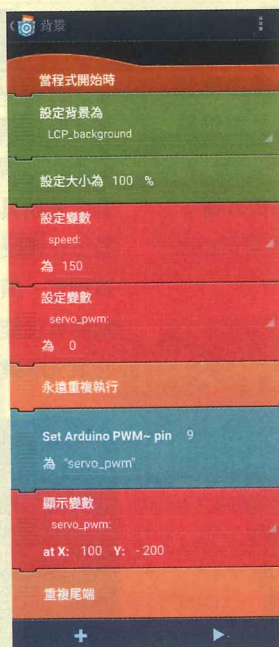 背景
當程式開始時
設定背景為
LCP_background
設定大小為 100 %
設定變數
speed:
為 150
設定變數
servo_pwm:
為 0
永遠重複執行
Set Arduino PWM~ pin 9
為 "servo_pwm"
顯示變數
servo_pwm:
at X: 100 Y: -200
重複尾端